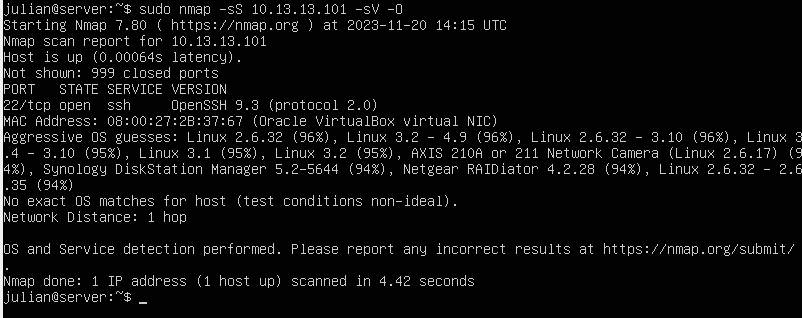 julian@server:~$ sudo nmap -sS 10.13.13.101 -sV -O
Starting Nmap 7.80 ( https://nmap.org ) at 2023-11-20 14:15 UTC
Nmap scan report for 10.13.13.101
Host is up (0.00064s latency).
Not shown: 999 closed ports
PORT   STATE SERVICE VERSION
22/tcp open  ssh     OpenSSH 9.3 (protocol 2.0)
MAC Address: 08:00:27:2B:37:67 (Oracle VirtualBox virtual NIC)
Aggressive OS guesses: Linux 2.6.32 (96%), Linux 3.2 - 4.9 (96%), Linux 2.6.32 - 3.10 (96%), Linux 3
.4 - 3.10 (95%), Linux 3.1 (95%), Linux 3.2 (95%), AXIS 210A or 211 Network Camera (Linux 2.6.17) (9
4%), Synology DiskStation Manager 5.2-5644 (94%), Netgear RAIDiator 4.2.28 (94%), Linux 2.6.32 - 2.6
.35 (94%)
No exact OS matches for host (test conditions non-ideal).
Network Distance: 1 hop

OS and Service detection performed. Please report any incorrect results at https://nmap.org/submit/
.
Nmap done: 1 IP address (1 host up) scanned in 4.42 seconds
julian@server:~$ _